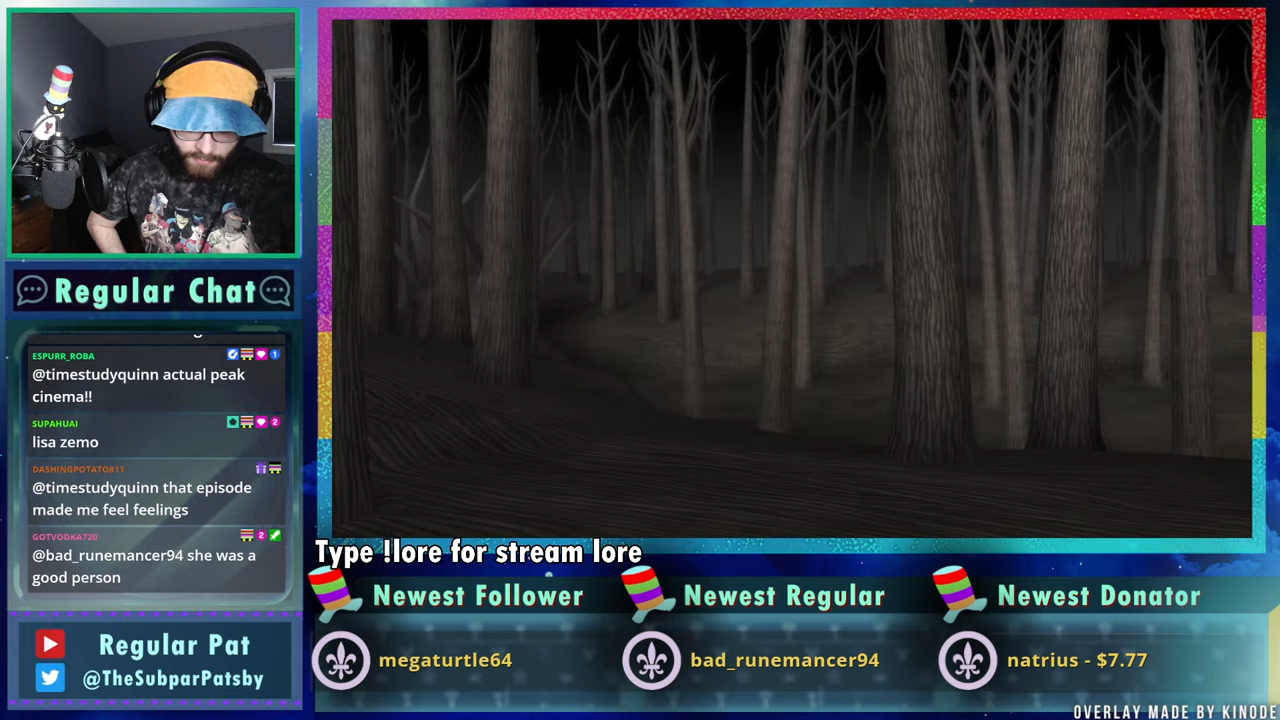 Regular Chat
ESPURR_ROBA
@timestudyquinn actual peak
cinema!!
SUPAHUAI
lisa zemo
DASHINGPOTATO811
@timestudyquinn that episode
made me feel feelings
GOTVODKA720
@bad_runemancer94 she was a
good person
Regular Pat
@TheSubparPatsby
Type !lore for stream lore
Newest Follower
megaturtle64
Newest Regular
bad_runemancer94
Newest Donator
natrius - $7.77
OVERLAY MADE BY KINODE